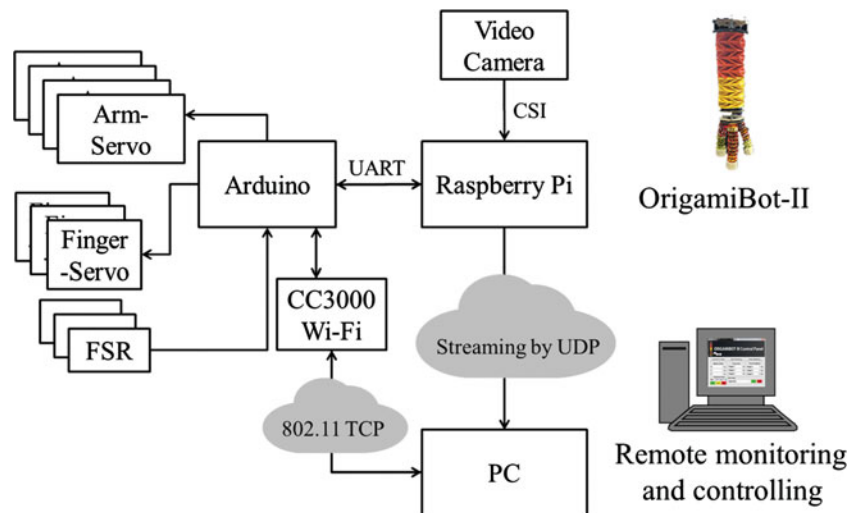 Video
Camera
CSI
Arm-
Servo
Arduino
UART
Raspberry Pi
OrigamiBot-II
Finger
-Servo
CC3000
Wi-Fi
FSR
Streaming by UDP
802.11 TCP
PC
Remote monitoring
and controlling